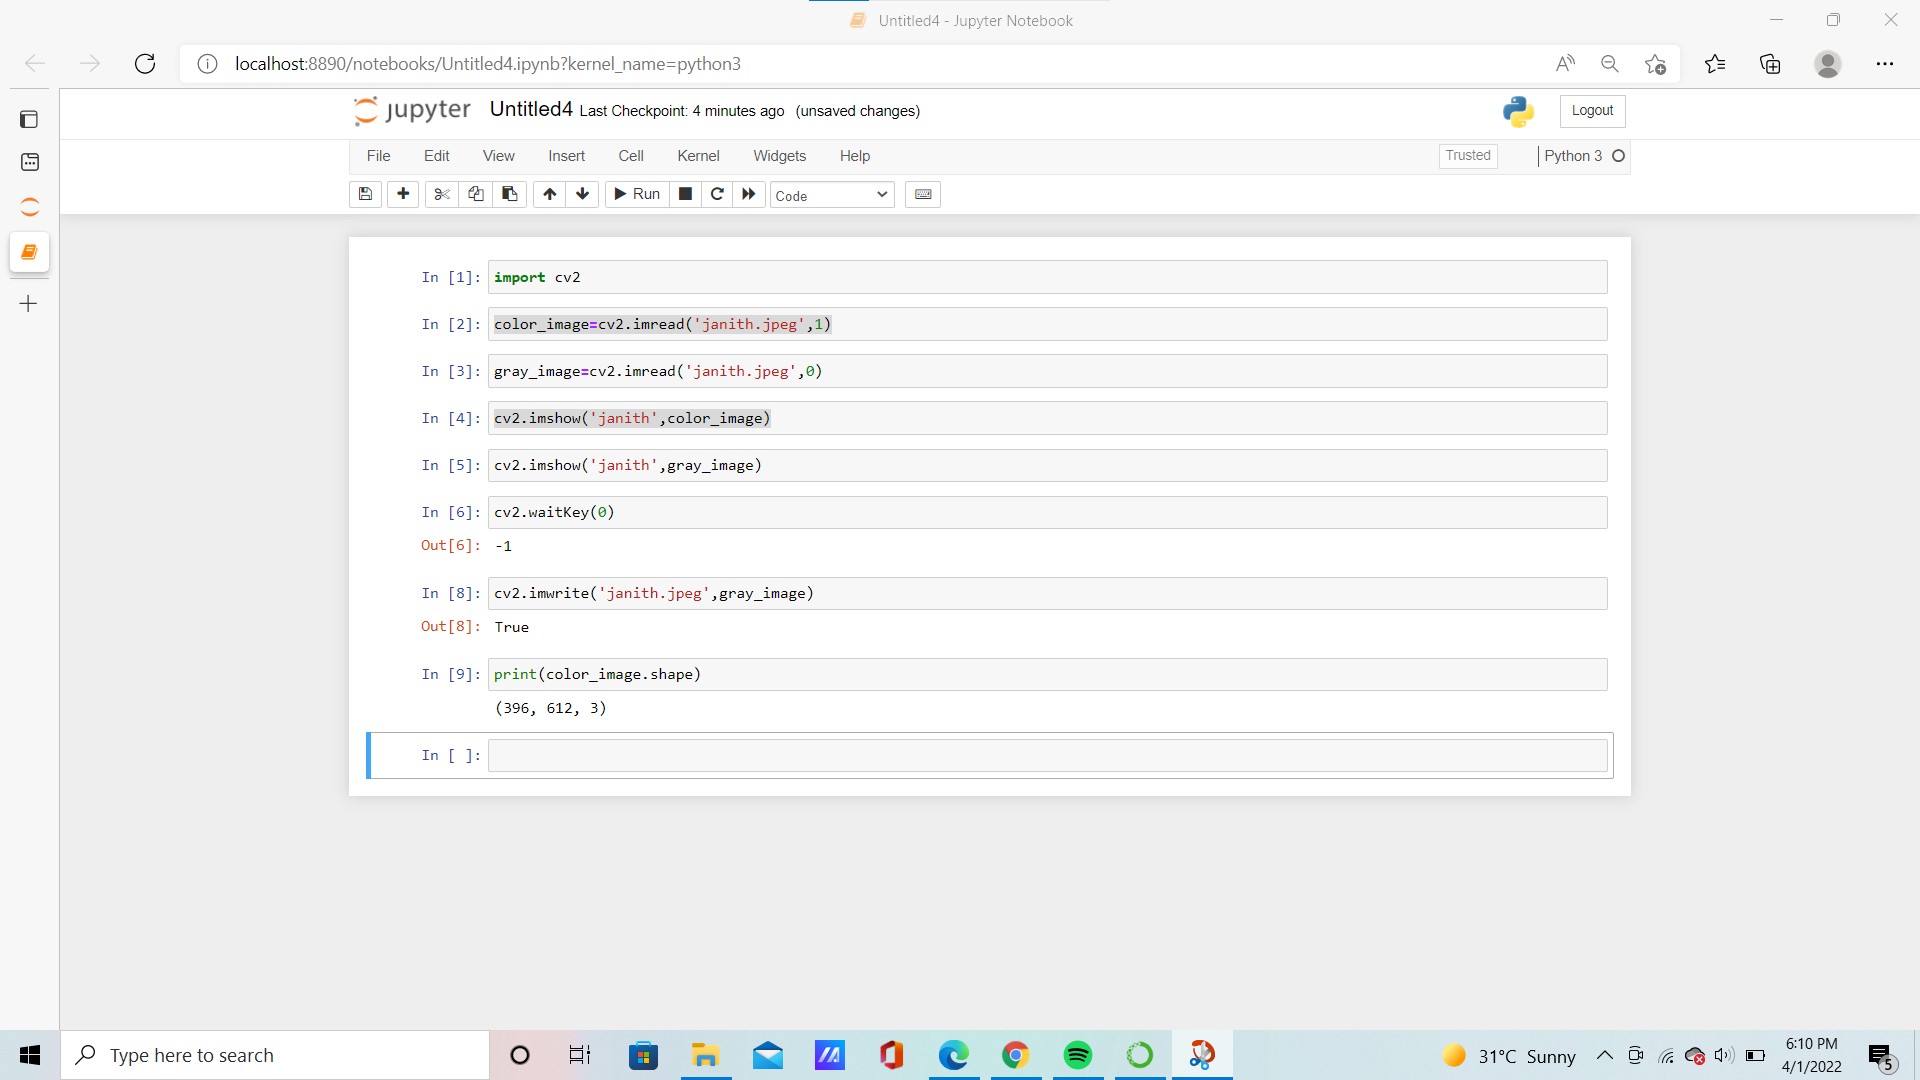 Untitled4 - Jupyter Notebook
localhost:8890/notebooks/Untitled4.ipynb?kernel_name=python3
jupyter Untitled4 Last Checkpoint: 4 minutes ago (unsaved changes)
Logout
File Edit View Insert Cell Kernel Widgets Help
Trusted
Python 3
Run
Code
In [1]: import cv2
In [2]: color_image=cv2.imread('janith.jpeg',1)
In [3]: gray_image=cv2.imread('janith.jpeg',0)
In [4]: cv2.imshow('janith',color_image)
In [5]: cv2.imshow('janith',gray_image)
In [6]: cv2.waitKey(0)
Out[6]: -1
In [8]: cv2.imwrite('janith.jpeg',gray_image)
Out[8]: True
In [9]: print(color_image.shape)
(396, 612, 3)
In [ ]:
Type here to search
31°C Sunny
6:10 PM
4/1/2022
5